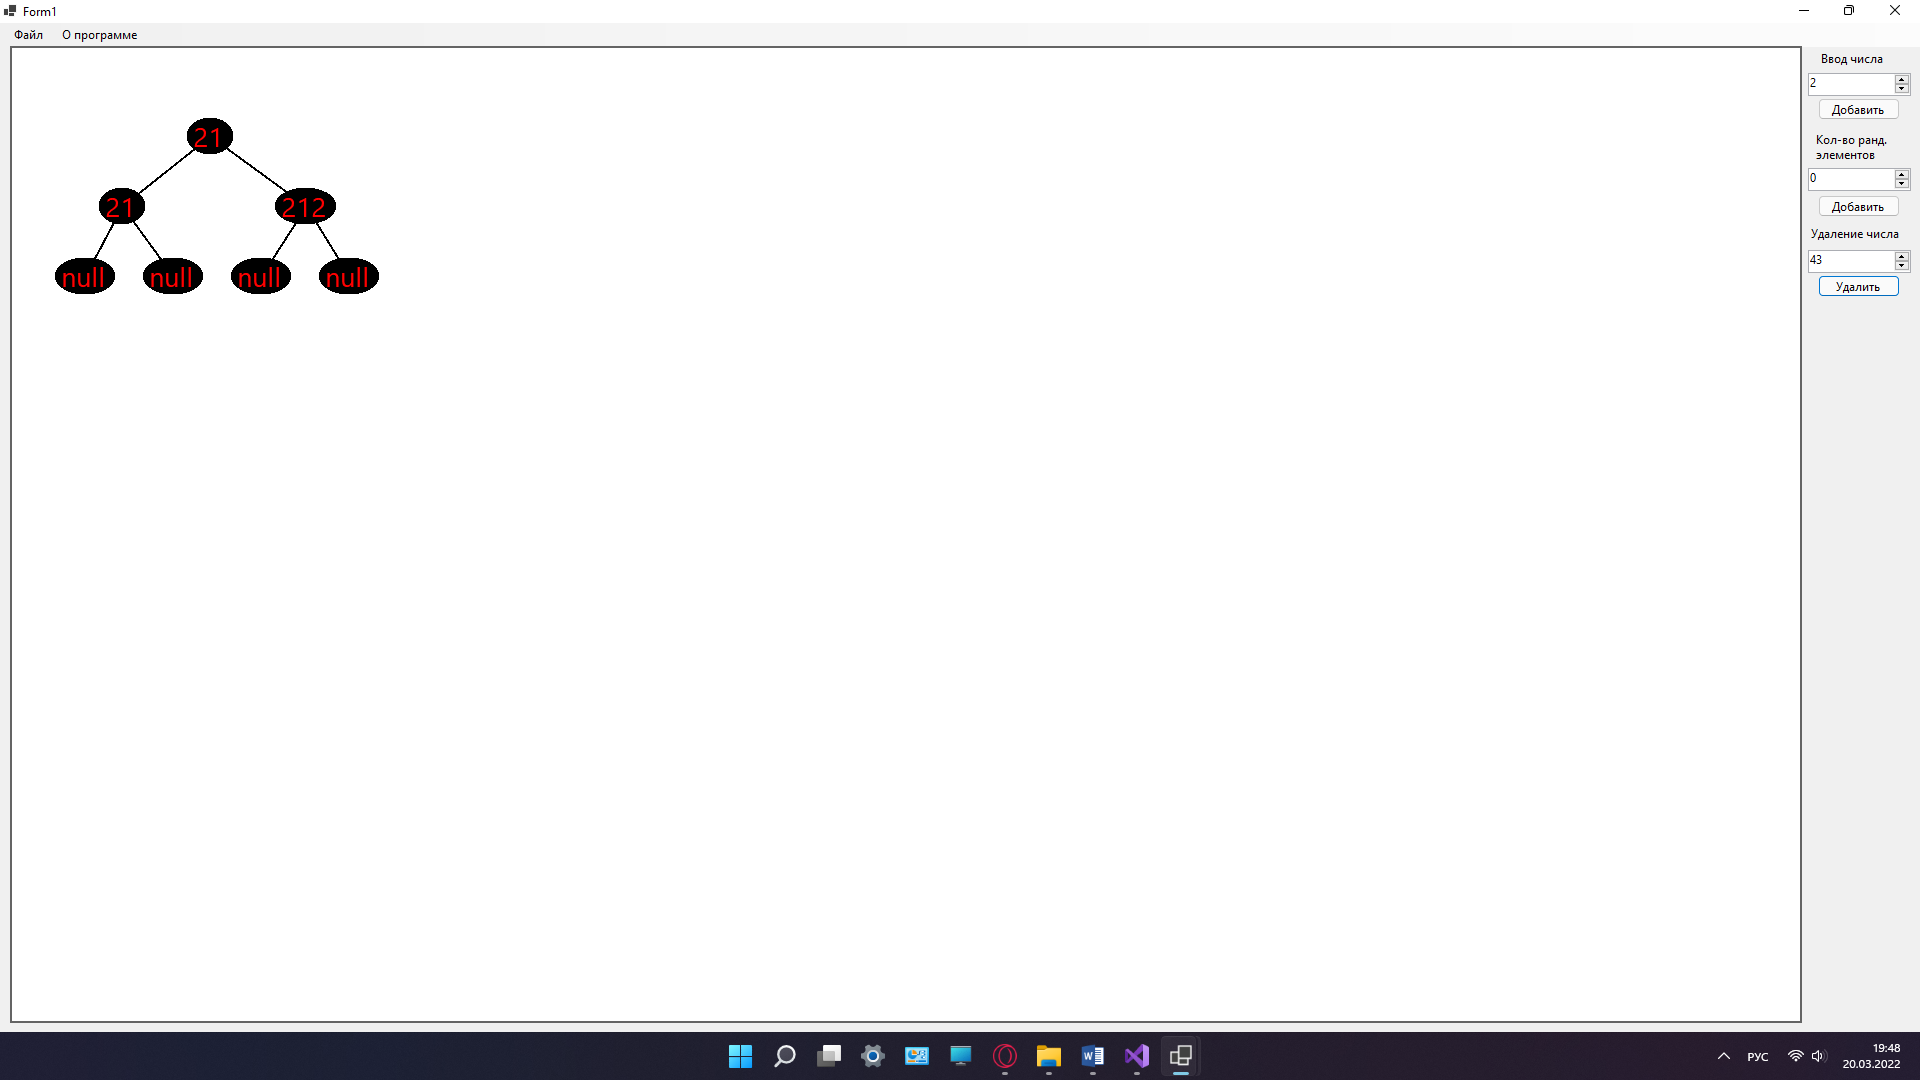 Form1
Файл О программе
Ввод числа
2
Добавить
Кол-во ранд.
элементов
0
Добавить
Удаление числа
43
Удалить
21
21 212
null null null null
РУС
19:48
20.03.2022